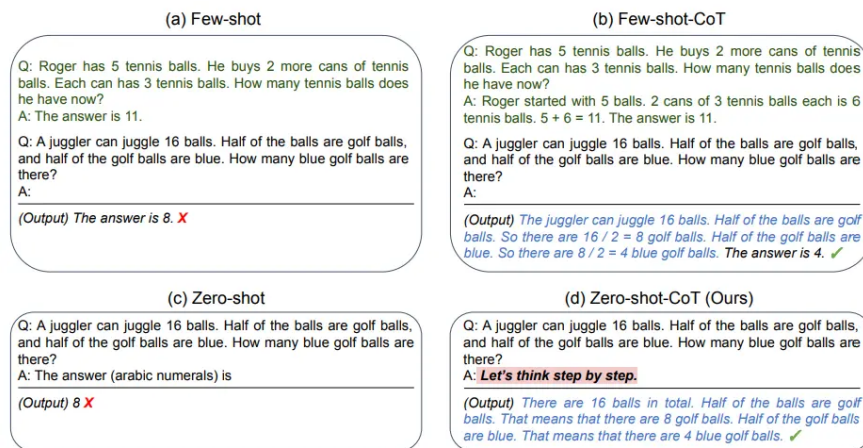 (a) Few-shot
Q: Roger has 5 tennis balls. He buys 2 more cans of tennis
balls. Each can has 3 tennis balls. How many tennis balls does
he have now?
A: The answer is 11.
Q: A juggler can juggle 16 balls. Half of the balls are golf balls,
and half of the golf balls are blue. How many blue golf balls are
there?
A:
(Output) The answer is 8. ✗
(b) Few-shot-CoT
Q: Roger has 5 tennis balls. He buys 2 more cans of tennis
balls. Each can has 3 tennis balls. How many tennis balls does
he have now?
A: Roger started with 5 balls. 2 cans of 3 tennis balls each is 6
tennis balls. 5 + 6 = 11. The answer is 11.
Q: A juggler can juggle 16 balls. Half of the balls are golf balls,
and half of the golf balls are blue. How many blue golf balls are
there?
A:
(Output) The juggler can juggle 16 balls. Half of the balls are golf
balls. So there are 16 / 2 = 8 golf balls. Half of the golf balls are
blue. So there are 8 / 2 = 4 blue golf balls. The answer is 4. ✓
(c) Zero-shot
Q: A juggler can juggle 16 balls. Half of the balls are golf balls,
and half of the golf balls are blue. How many blue golf balls are
there?
A: The answer (arabic numerals) is
(Output) 8 ✗
(d) Zero-shot-CoT (Ours)
Q: A juggler can juggle 16 balls. Half of the balls are golf balls,
and half of the golf balls are blue. How many blue golf balls are
there?
A: Let's think step by step.
(Output) There are 16 balls in total. Half of the balls are golf
balls. That means that there are 8 golf balls. Half of the golf balls
are blue. That means that there are 4 blue golf balls. ✓